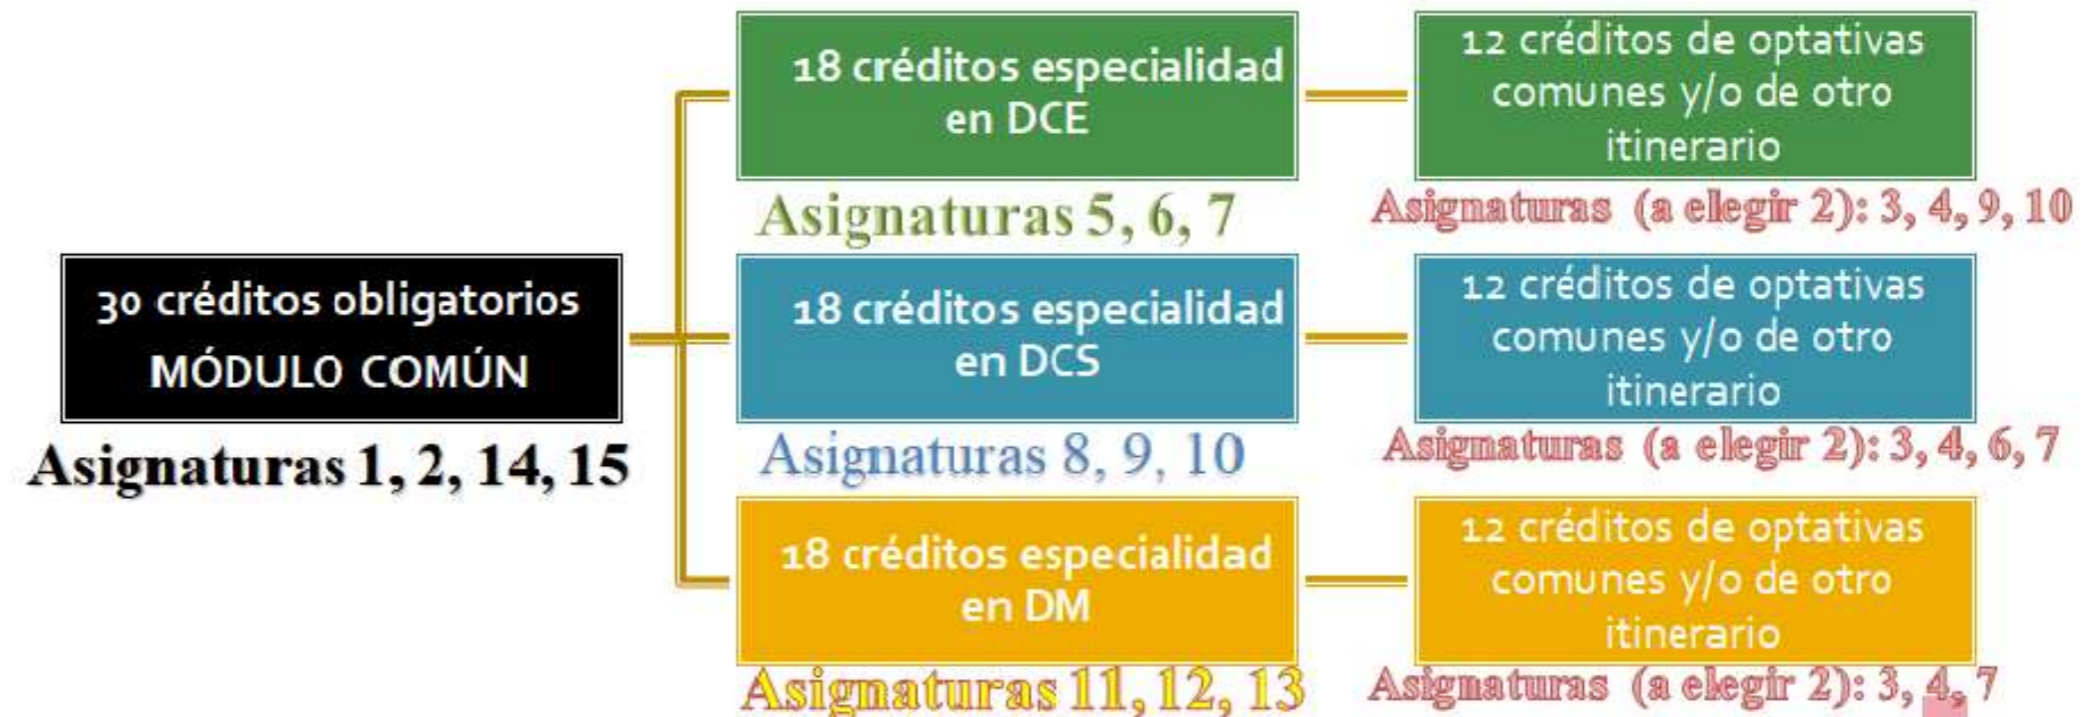 30 créditos obligatorios
MÓDULO COMÚN
Asignaturas 1, 2, 14, 15
18 créditos especialidad
en DCE
Asignaturas 5, 6, 7
12 créditos de optativas
comunes y/o de otro
itinerario
Asignaturas (a elegir 2): 3, 4, 9, 10
18 créditos especialidad
en DCS
Asignaturas 8, 9, 10
12 créditos de optativas
comunes y/o de otro
itinerario
Asignaturas (a elegir 2): 3, 4, 6, 7
18 créditos especialidad
en DM
Asignaturas 11, 12, 13
12 créditos de optativas
comunes y/o de otro
itinerario
Asignaturas (a elegir 2): 3, 4, 7